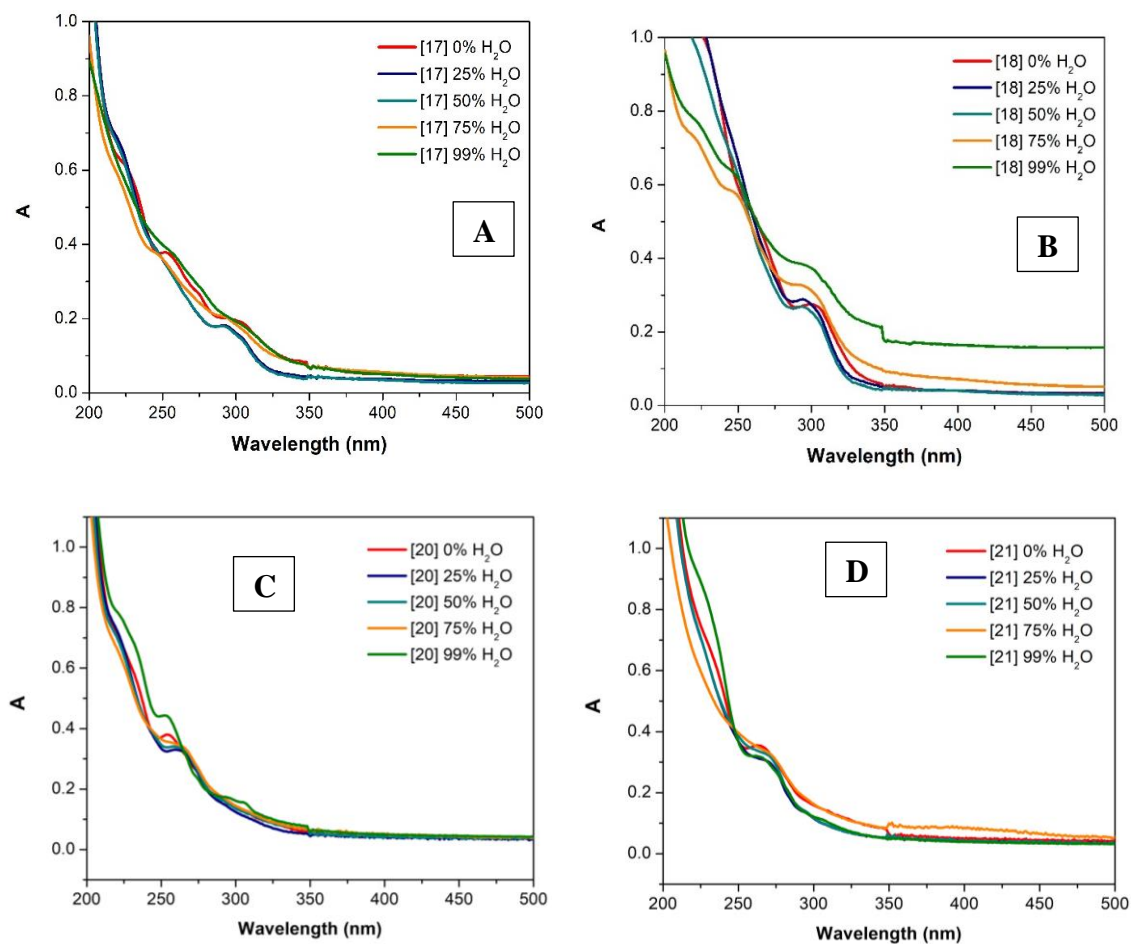 1.0
0.8
0.6
0.4
0.2
0.0
A
200 250 300 350 400 450 500
Wavelength (nm)
[17] 0% H2O
[17] 25% H2O
[17] 50% H2O
[17] 75% H2O
[17] 99% H2O
A
1.0
0.8
0.6
0.4
0.2
0.0
A
200 250 300 350 400 450 500
Wavelength (nm)
[18] 0% H2O
[18] 25% H2O
[18] 50% H2O
[18] 75% H2O
[18] 99% H2O
B
1.0
0.8
0.6
0.4
0.2
0.0
A
200 250 300 350 400 450 500
Wavelength (nm)
[20] 0% H2O
[20] 25% H2O
[20] 50% H2O
[20] 75% H2O
[20] 99% H2O
C
1.0
0.8
0.6
0.4
0.2
0.0
A
200 250 300 350 400 450 500
Wavelength (nm)
[21] 0% H2O
[21] 25% H2O
[21] 50% H2O
[21] 75% H2O
[21] 99% H2O
D